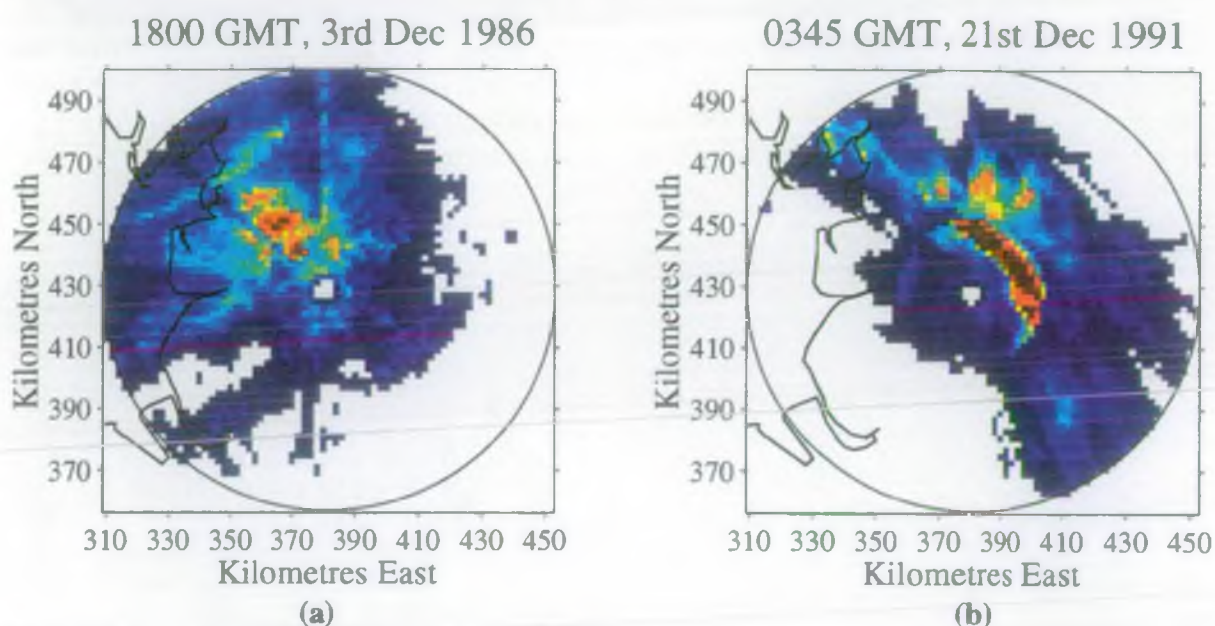 1800 GMT, 3rd Dec 1986
0345 GMT, 21st Dec 1991
490
470
450
430
410
390
370
Kilometres North
310 330 350 370 390 410 430 450
Kilometres East
(a)
490
470
450
430
410
390
370
Kilometres North
310 330 350 370 390 410 430 450
Kilometres East
(b)